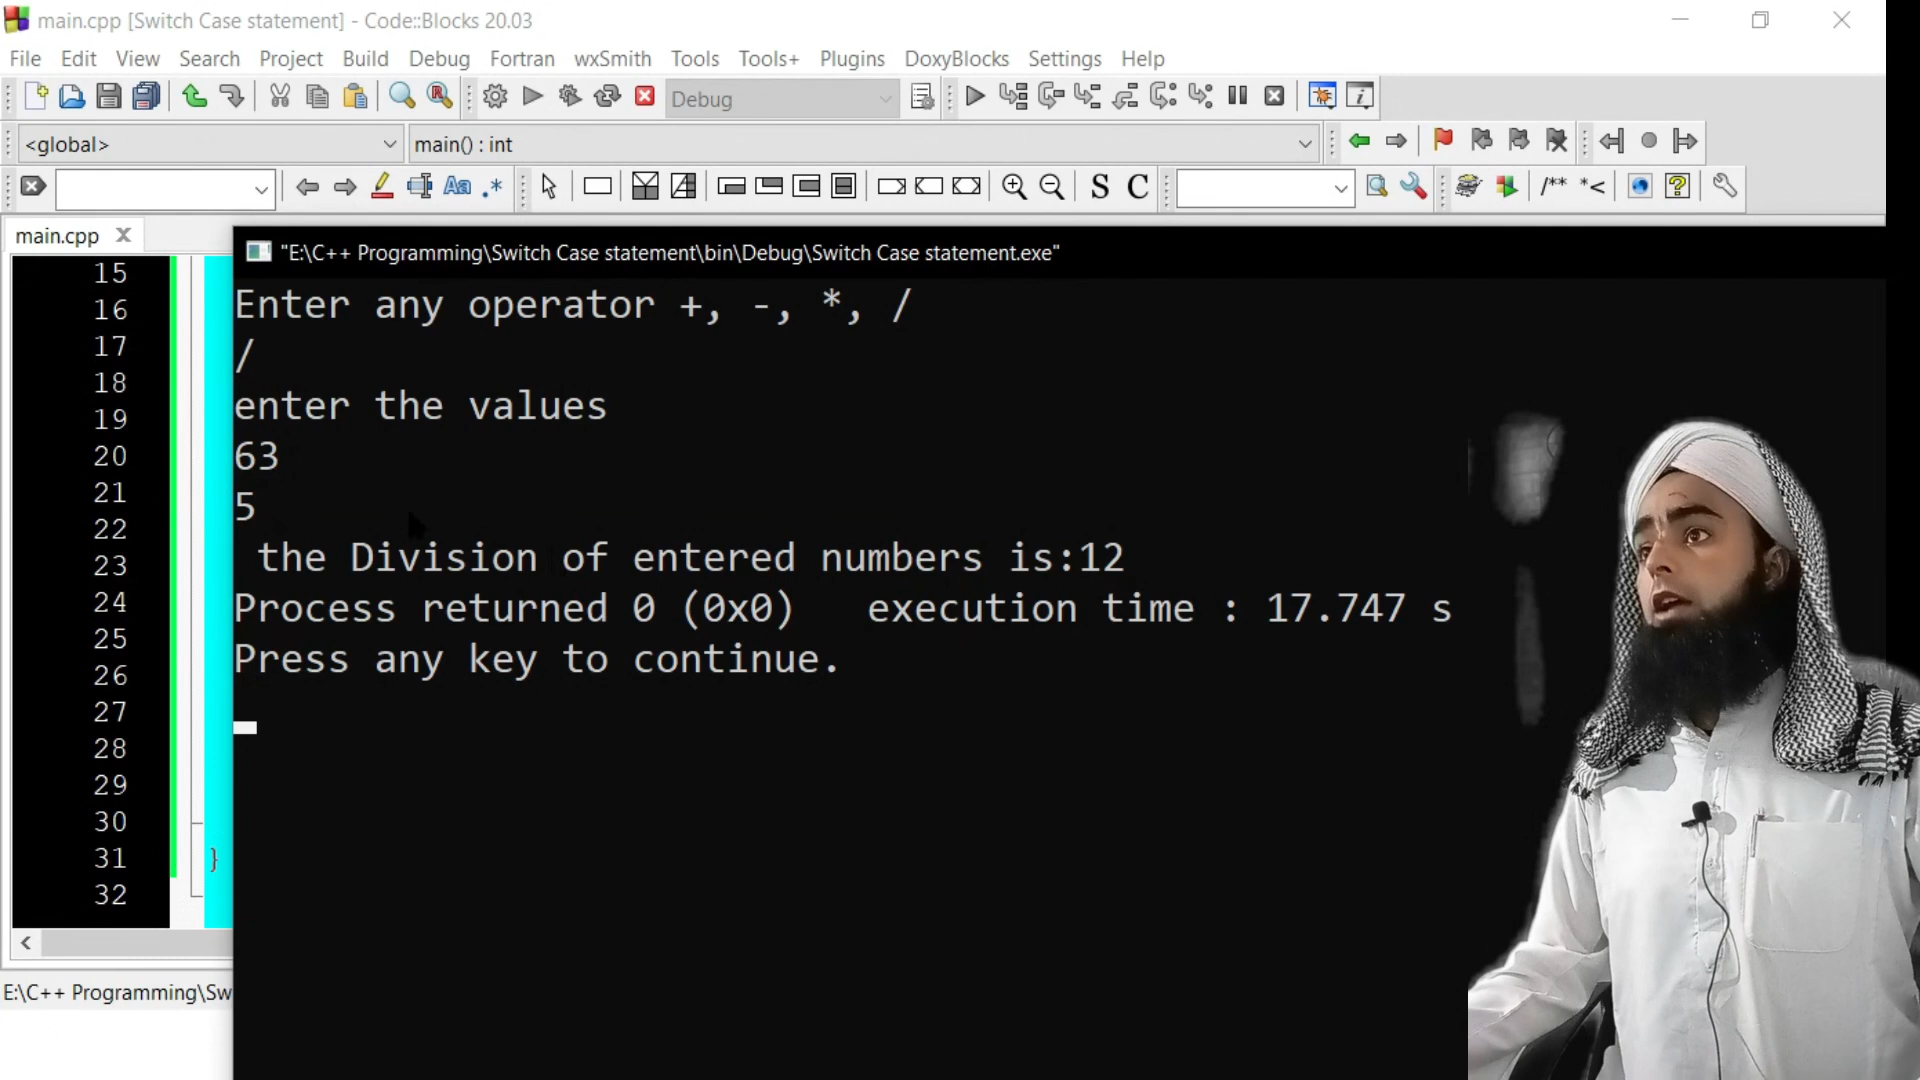 main.cpp [Switch Case statement] - Code::Blocks 20.03
File Edit View Search Project Build Debug Fortran wxSmith Tools Tools+ Plugins DoxyBlocks Settings Help
Debug
<global> main() : int
S C /** *<
main.cpp
"E:\C++ Programming\Switch Case statement\bin\Debug\Switch Case statement.exe"
15
16
17
18
19
20
21
22
23
24
25
26
27
28
29
30
31 }
32
Enter any operator +, -, *, /
/
enter the values
63
5
the Division of entered numbers is:12
Process returned 0 (0x0) execution time : 17.747 s
Press any key to continue.
E:\C++ Programming\Sw